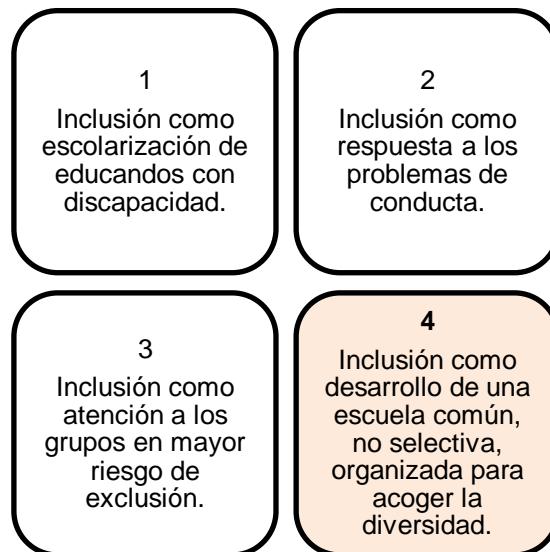 1
Inclusión como
escolarización de
educandos con
discapacidad.
2
Inclusión como
respuesta a los
problemas de
conducta.
3
Inclusión como
atención a los
grupos en mayor
riesgo de
exclusión.
4
Inclusión como
desarrollo de una
escuela común,
no selectiva,
organizada para
acoger la
diversidad.